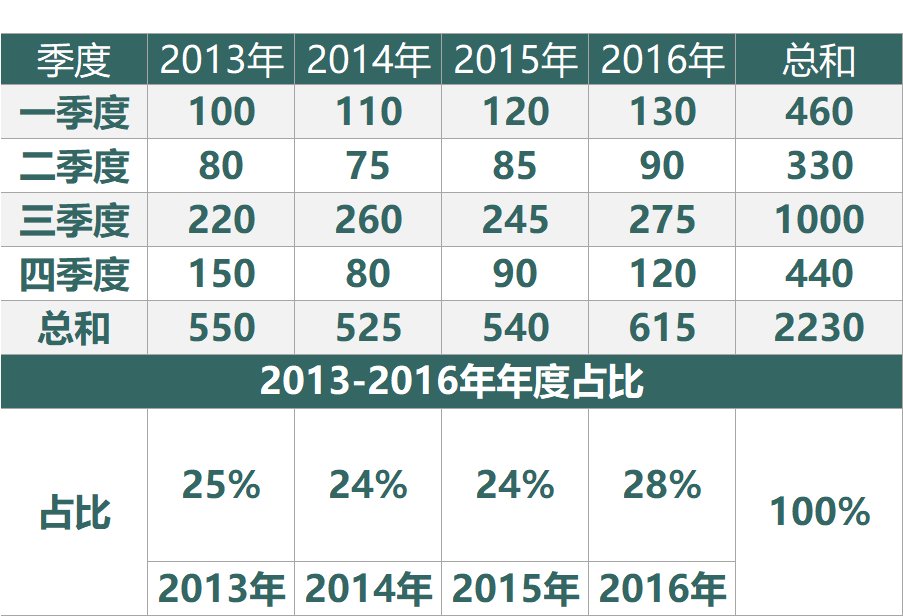 季度 2013年 2014年 2015年 2016年 总和
一季度 100 110 120 130 460
二季度 80 75 85 90 330
三季度 220 260 245 275 1000
四季度 150 80 90 120 440
总和 550 525 540 615 2230
2013-2016年年度占比
占比 25% 24% 24% 28% 100%
2013年 2014年 2015年 2016年